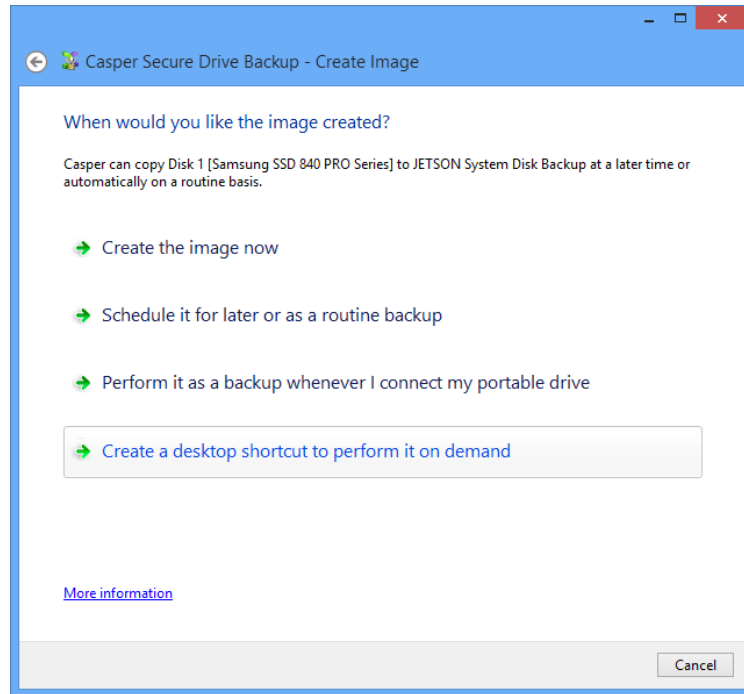 Casper Secure Drive Backup - Create Image
When would you like the image created?
Casper can copy Disk 1 [Samsung SSD 840 PRO Series] to JETSON System Disk Backup at a later time or
automatically on a routine basis.
Create the image now
Schedule it for later or as a routine backup
Perform it as a backup whenever I connect my portable drive
Create a desktop shortcut to perform it on demand
More information
Cancel